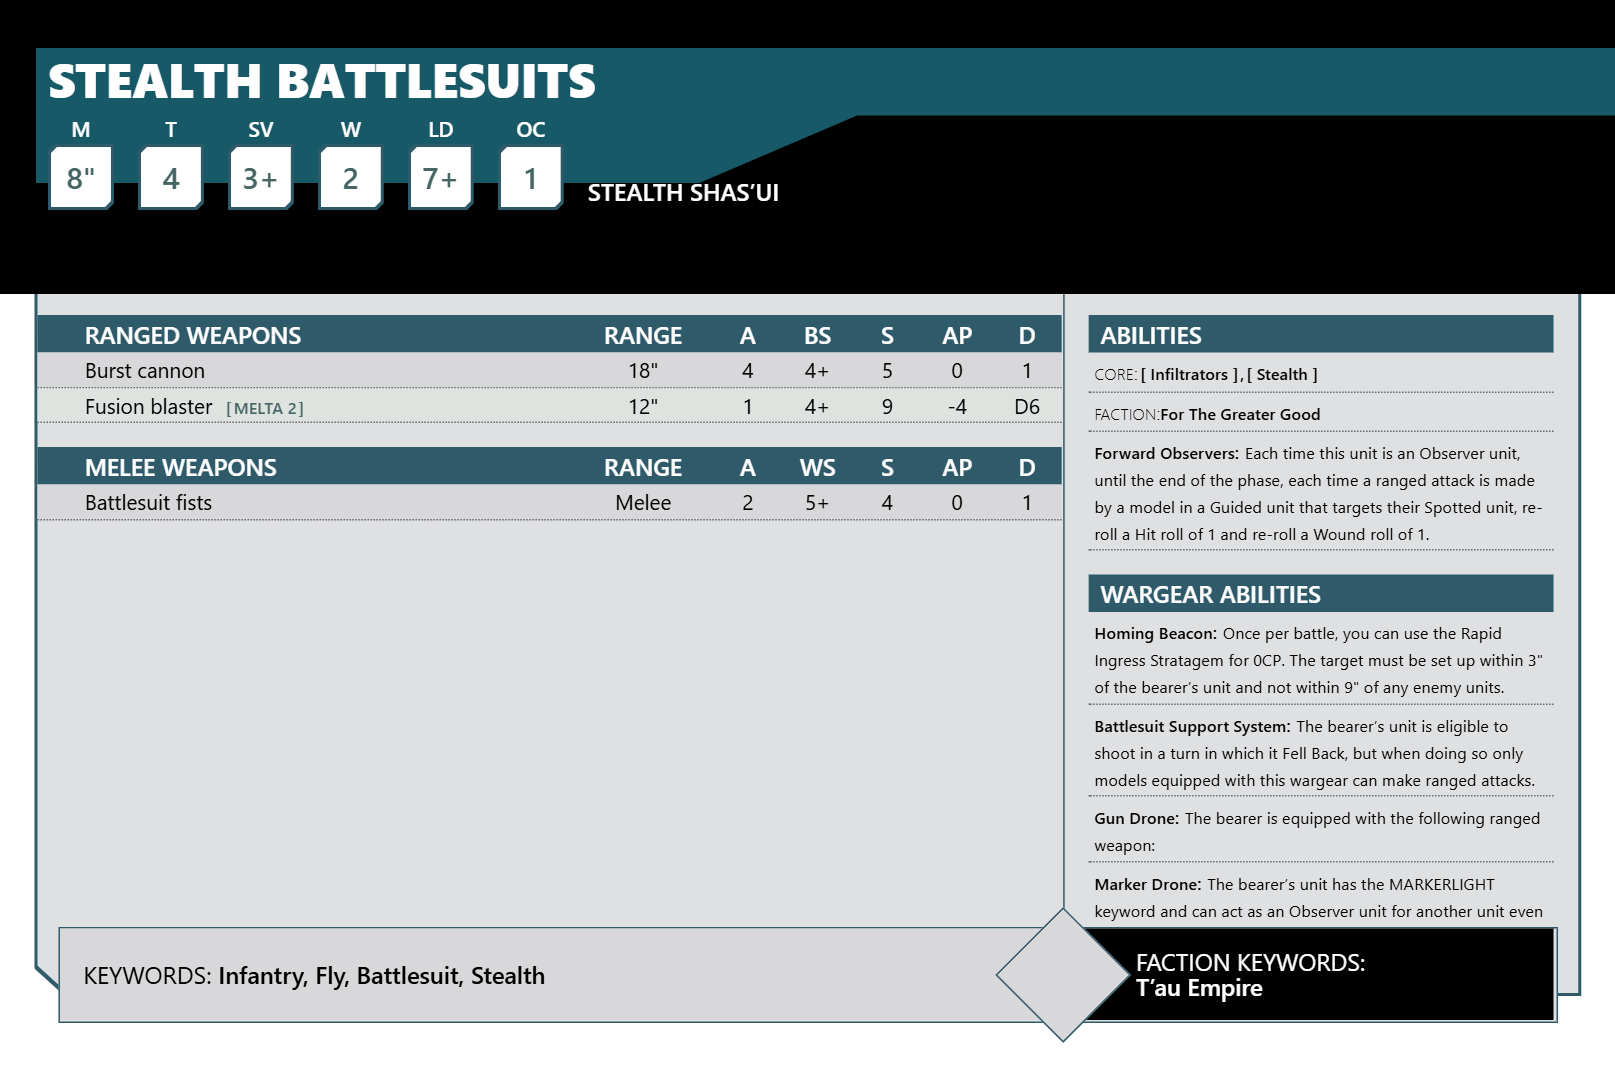 STEALTH BATTLESUITS
M T SV W LD OC
8" 4 3+ 2 7+ 1
STEALTH SHAS’UI
RANGED WEAPONS RANGE A BS S AP D
Burst cannon 18" 4 4+ 5 0 1
Fusion blaster [MELTA 2] 12" 1 4+ 9 -4 D6
MELEE WEAPONS RANGE A WS S AP D
Battlesuit fists Melee 2 5+ 4 0 1
ABILITIES
CORE: [ Infiltrators ] , [ Stealth ]
FACTION:For The Greater Good
Forward Observers: Each time this unit is an Observer unit,
until the end of the phase, each time a ranged attack is made
by a model in a Guided unit that targets their Spotted unit, re-
roll a Hit roll of 1 and re-roll a Wound roll of 1.
WARGEAR ABILITIES
Homing Beacon: Once per battle, you can use the Rapid
Ingress Stratagem for 0CP. The target must be set up within 3"
of the bearer’s unit and not within 9" of any enemy units.
Battlesuit Support System: The bearer’s unit is eligible to
shoot in a turn in which it Fell Back, but when doing so only
models equipped with this wargear can make ranged attacks.
Gun Drone: The bearer is equipped with the following ranged
weapon:
Marker Drone: The bearer’s unit has the MARKERLIGHT
keyword and can act as an Observer unit for another unit even
KEYWORDS: Infantry, Fly, Battlesuit, Stealth
FACTION KEYWORDS:
T’au Empire